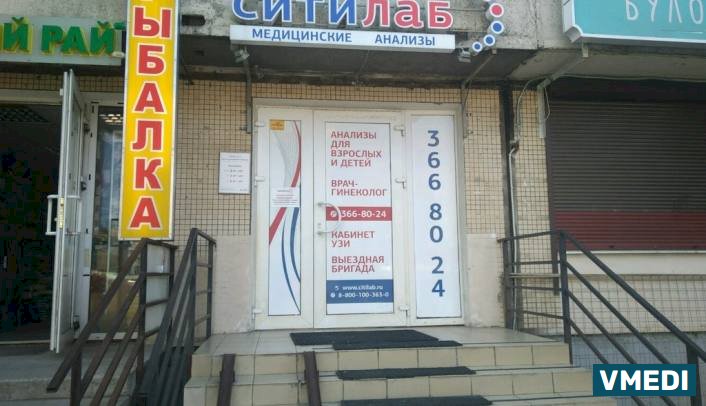 СИТИЛАБ
МЕДИЦИНСКИЕ АНАЛИЗЫ
Й РАЙ
ЫБАЛКА
БУЛО
АНАЛИЗЫ
ДЛЯ
ВЗРОСЛЫХ
И ДЕТЕЙ
ВРАЧ-
ГИНЕКОЛОГ
366-80-24
КАБИНЕТ
УЗИ
ВЫЕЗДНАЯ
БРИГАДА
www.citilab.ru
8-800-100-363-0
366 80 24
VMEDI